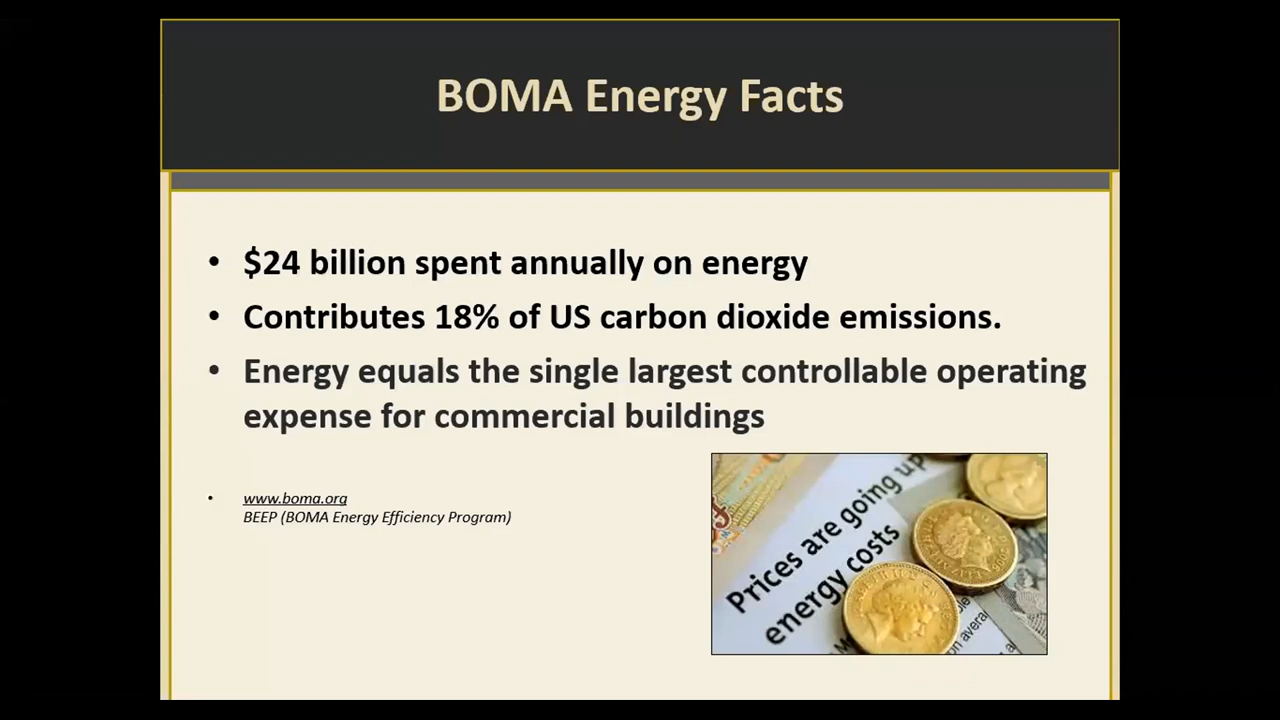 BOMA Energy Facts
• $24 billion spent annually on energy
• Contributes 18% of US carbon dioxide emissions.
• Energy equals the single largest controllable operating
expense for commercial buildings
• www.boma.org
BEEP (BOMA Energy Efficiency Program)
Prices are going up
energy costs